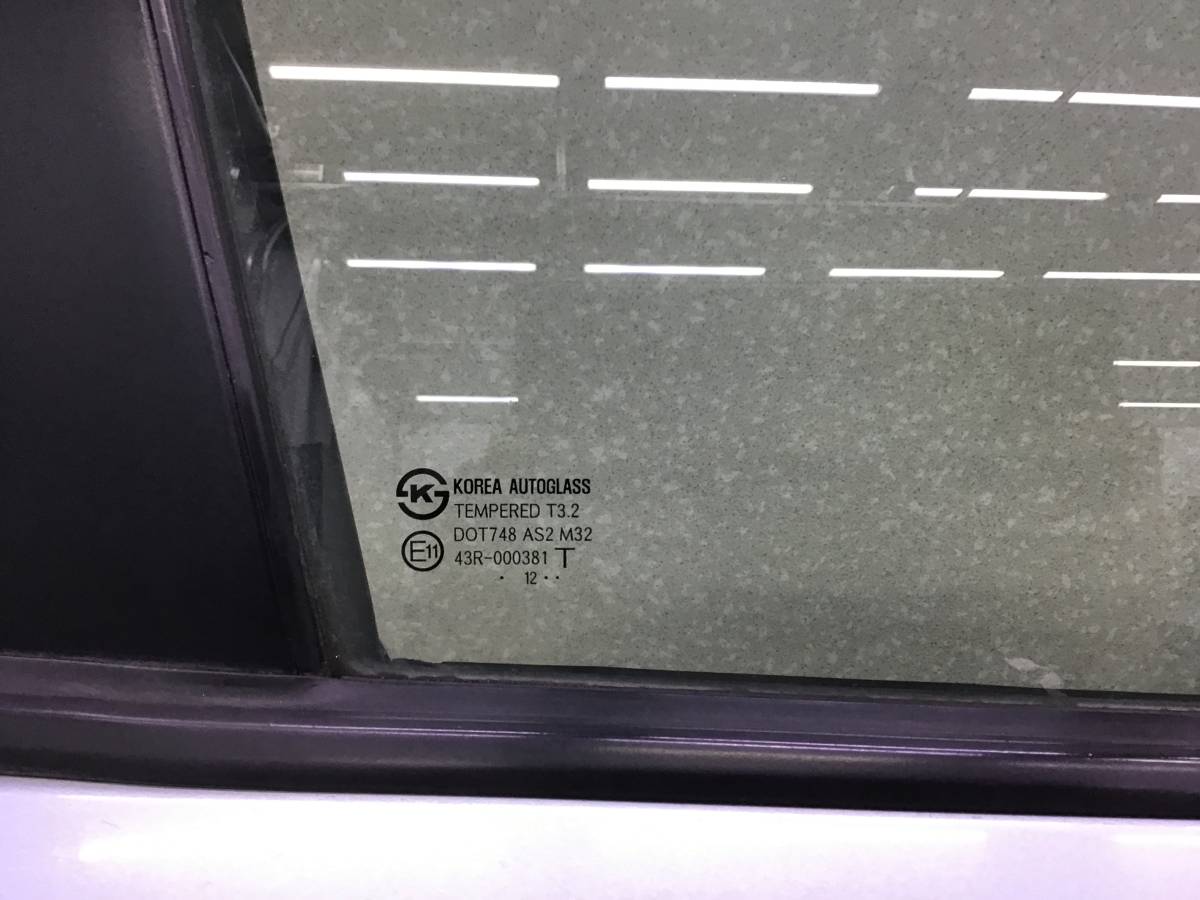 K KOREA AUTOGLASS
TEMPERED T3.2
DOT748 AS2 M32
E11 43R-000381 T
· 12 · ·